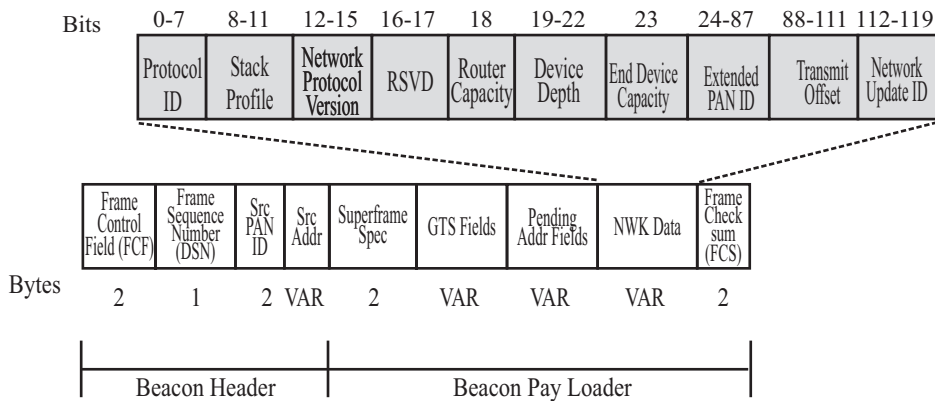 Bits 0-7 8-11 12-15 16-17 18 19-22 23 24-87 88-111 112-119
Protocol ID
Stack Profile
Network Protocol Version
RSVD
Router Capacity
Device Depth
End Device Capacity
Extended PAN ID
Transmit Offset
Network Update ID
Frame Control Field (FCF)
Frame Sequence Number (DSN)
Src PAN ID
Src Addr
Superframe Spec
GTS Fields
Pending Addr Fields
NWK Data
Frame Check sum (FCS)
Bytes 2 1 2 VAR 2 VAR VAR VAR 2
Beacon Header Beacon Pay Loader